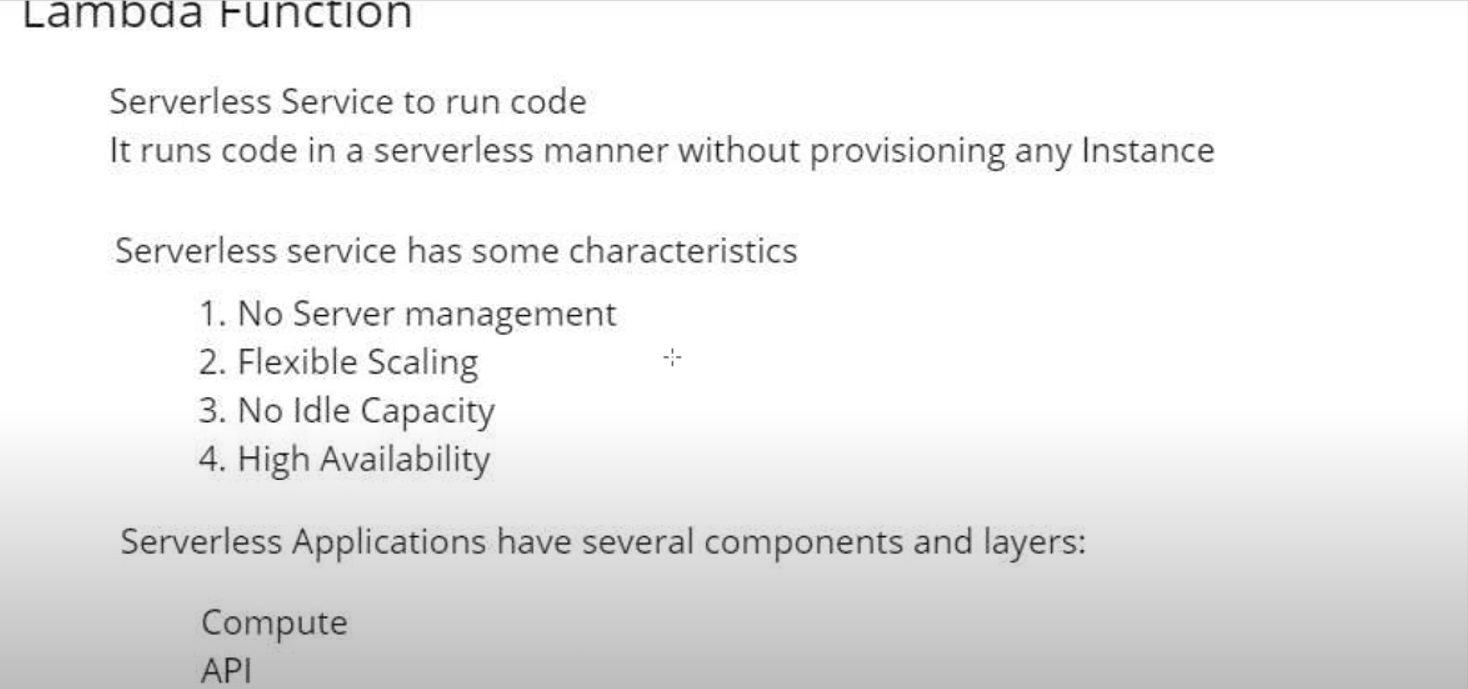 Lambda Function
Serverless Service to run code
It runs code in a serverless manner without provisioning any Instance
Serverless service has some characteristics
1. No Server management
2. Flexible Scaling
3. No Idle Capacity
4. High Availability
Serverless Applications have several components and layers:
Compute
API